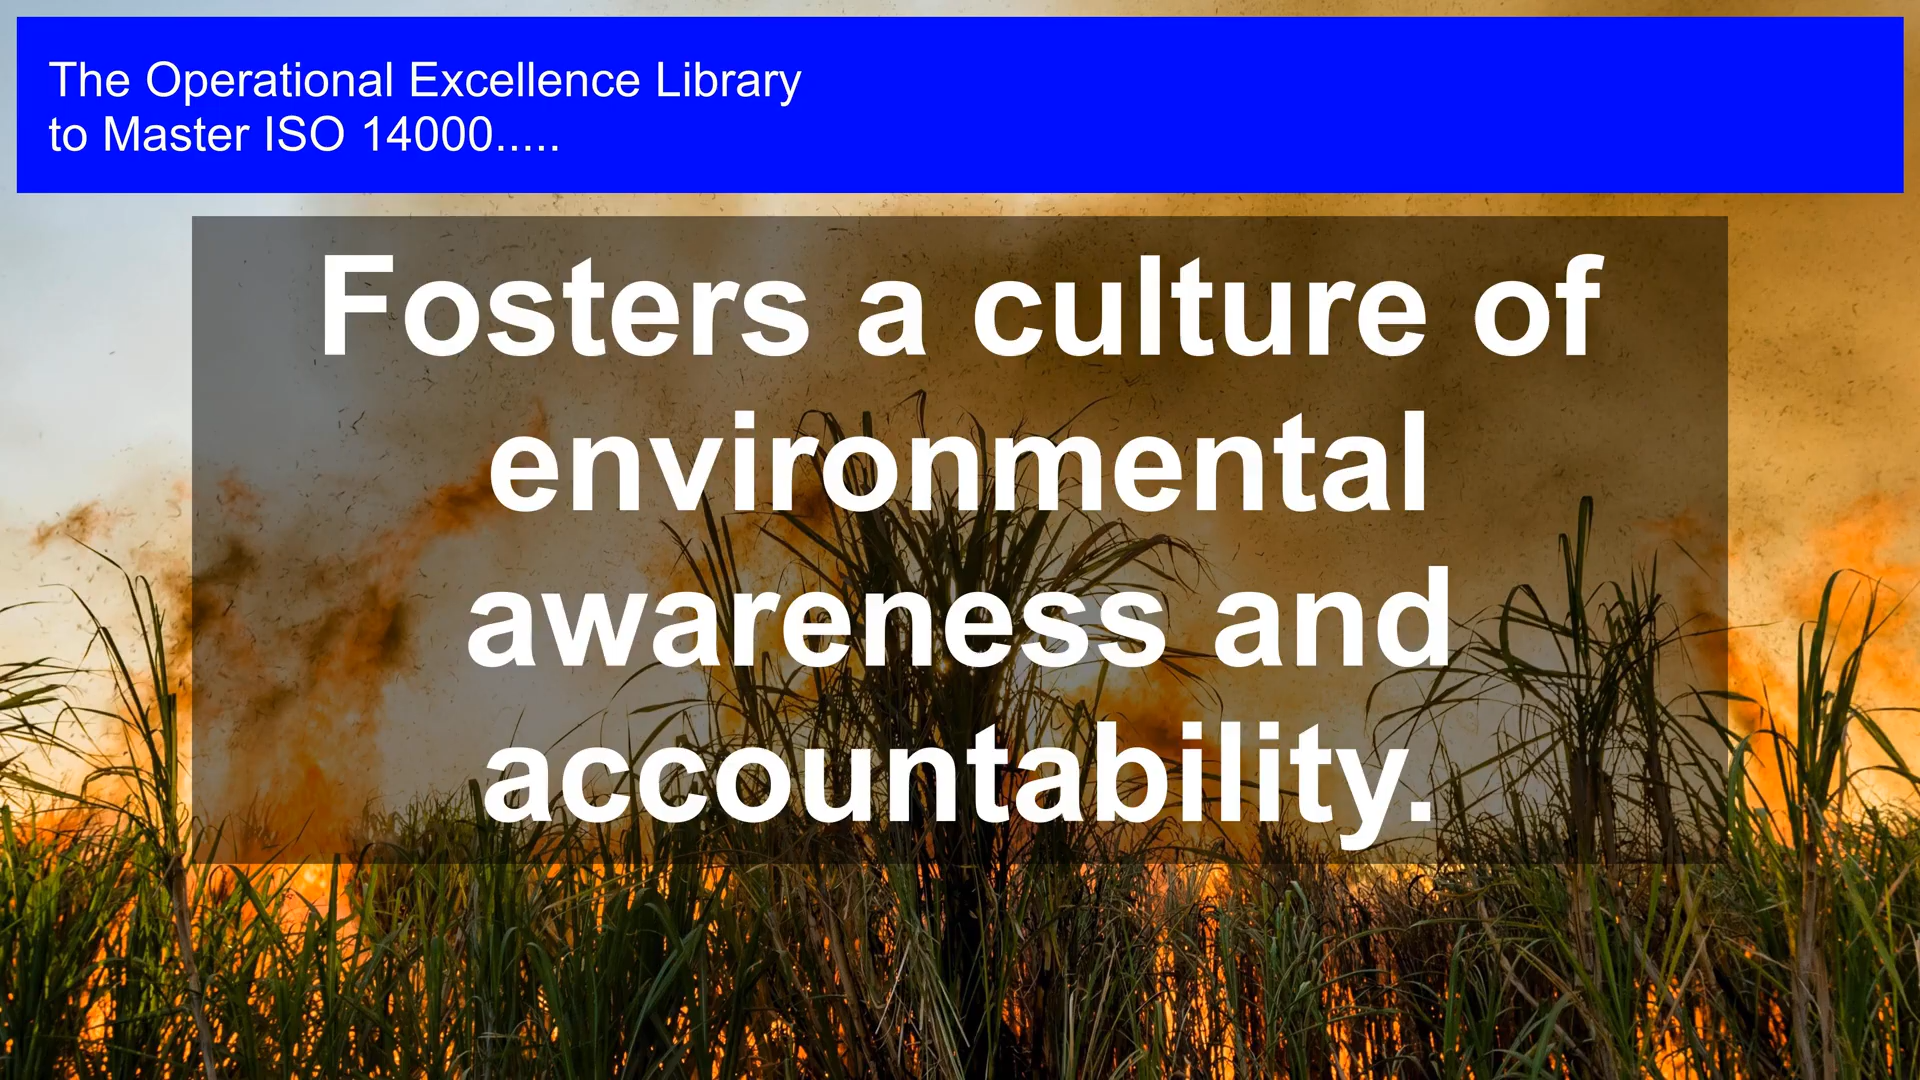 The Operational Excellence Library
to Master ISO 14000.....
Fosters a culture of
environmental
awareness and
accountability.